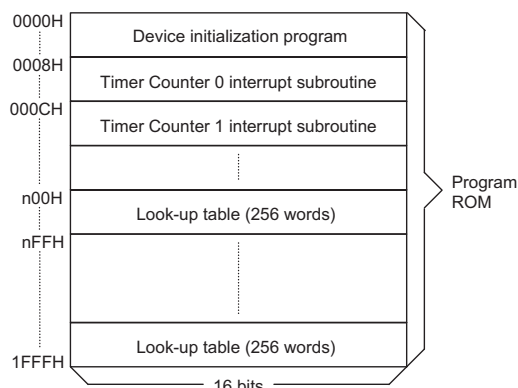 0000H
Device initialization program
0008H
Timer Counter 0 interrupt subroutine
000CH
Timer Counter 1 interrupt subroutine
n00H
Look-up table (256 words)
nFFH
Program
ROM
Look-up table (256 words)
1FFFH
16 bits